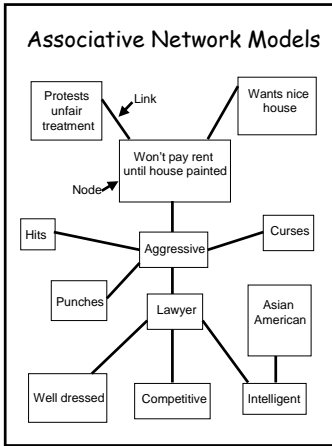 Associative Network Models
Protests
unfair
treatment
Link
Wants nice
house
Won't pay rent
until house painted
Node
Hits
Aggressive
Curses
Punches
Lawyer
Asian
American
Well dressed
Competitive
Intelligent